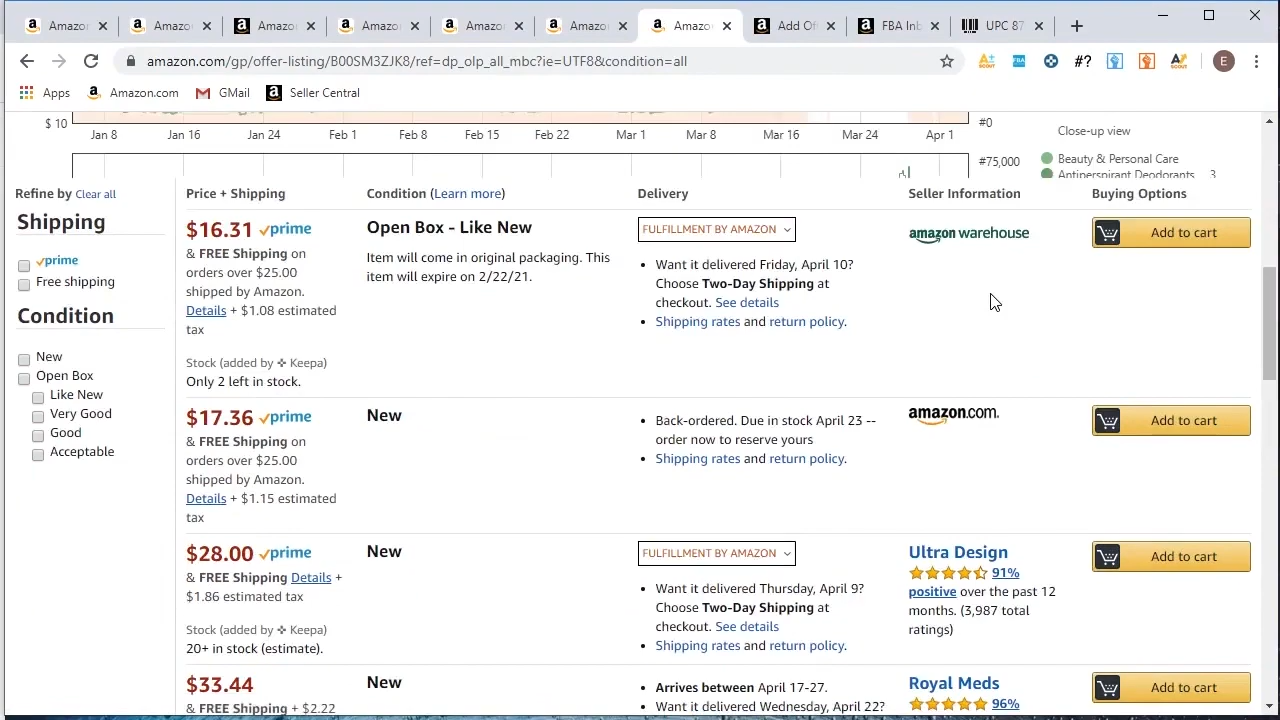 Amazo
Amazo
Amazo
Amazo
Amazo
Amazo
Amazo
Add Of
FBA Inb
UPC 87
amazon.com/gp/offer-listing/B00SM3ZJK8/ref=dp_olp_all_mbc?ie=UTF8&condition=all
A+ SCOUT
FBA
#?
E
Apps
Amazon.com
GMail
Seller Central
$ 10
Jan 8 Jan 16 Jan 24 Feb 1 Feb 8 Feb 15 Feb 22 Mar 1 Mar 8 Mar 16 Mar 24 Apr 1
#0
#75,000
Close-up view
Beauty & Personal Care
Antiperspirant Deodorants 3
Refine by Clear all
Shipping
prime
Free shipping
Condition
New
Open Box
Like New
Very Good
Good
Acceptable
Price + Shipping
Condition (Learn more)
Delivery
Seller Information
Buying Options
$16.31 prime
& FREE Shipping on
orders over $25.00
shipped by Amazon.
Details + $1.08 estimated
tax
Stock (added by Keepa)
Only 2 left in stock.
Open Box - Like New
Item will come in original packaging. This
item will expire on 2/22/21.
FULFILLMENT BY AMAZON
• Want it delivered Friday, April 10?
Choose Two-Day Shipping at
checkout. See details
• Shipping rates and return policy.
amazon warehouse
Add to cart
$17.36 prime
& FREE Shipping on
orders over $25.00
shipped by Amazon.
Details + $1.15 estimated
tax
New
• Back-ordered. Due in stock April 23 --
order now to reserve yours
• Shipping rates and return policy.
amazon.com.
Add to cart
$28.00 prime
& FREE Shipping Details +
$1.86 estimated tax
Stock (added by Keepa)
20+ in stock (estimate).
New
FULFILLMENT BY AMAZON
• Want it delivered Thursday, April 9?
Choose Two-Day Shipping at
checkout. See details
• Shipping rates and return policy.
Ultra Design
91%
positive over the past 12
months. (3,987 total
ratings)
Add to cart
$33.44
& FREE Shipping + $2.22
New
• Arrives between April 17-27.
• Want it delivered Wednesday, April 22?
Royal Meds
96%
Add to cart